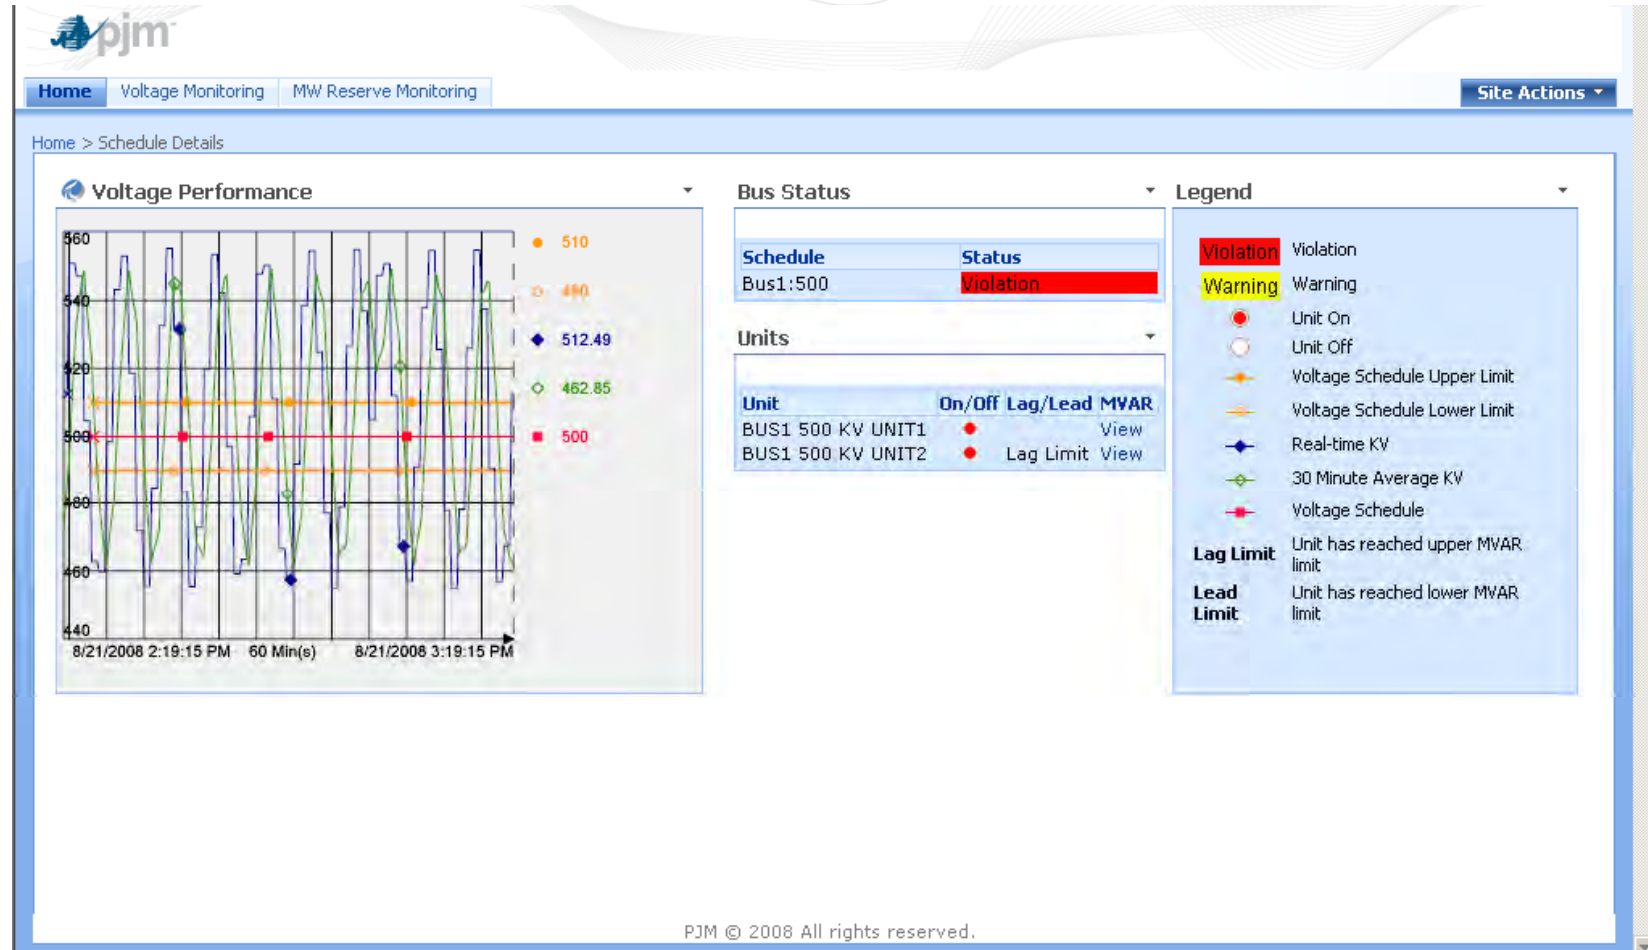 pjm
Home
Voltage Monitoring
MW Reserve Monitoring
Site Actions
Home > Schedule Details
Voltage Performance
560
540
520
500
480
460
440
8/21/2008 2:19:15 PM
60 Min(s)
8/21/2008 3:19:15 PM
510
490
512.49
462.85
500
Bus Status
Schedule Status
Bus1:500 Violation
Units
Unit On/Off Lag/Lead MVAR
BUS1 500 KV UNIT1 View
BUS1 500 KV UNIT2 Lag Limit View
Legend
Violation Violation
Warning Warning
Unit On
Unit Off
Voltage Schedule Upper Limit
Voltage Schedule Lower Limit
Real-time KV
30 Minute Average KV
Voltage Schedule
Lag Limit Unit has reached upper MVAR
limit
Lead Unit has reached lower MVAR
Limit limit
PJM © 2008 All rights reserved.